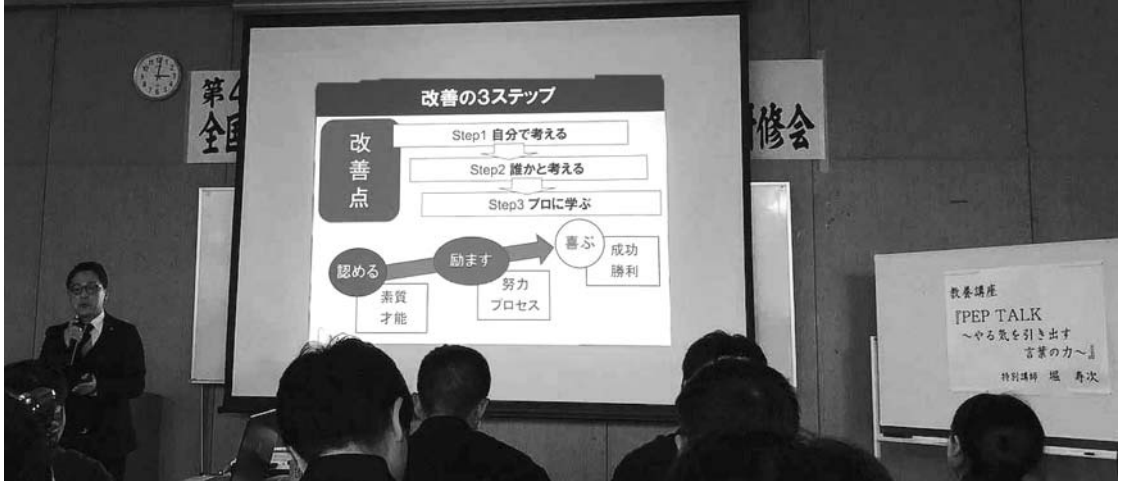 第4
全国
修会
改善の3ステップ
改善点
Step1 自分で考える
Step2 誰かと考える
Step3 プロに学ぶ
認める
素質
才能
励ます
努力
プロセス
喜ぶ
成功
勝利
教養講座
『PEP TALK
~やる気を引き出す
言葉の力~』
特別講師 堀 寿次